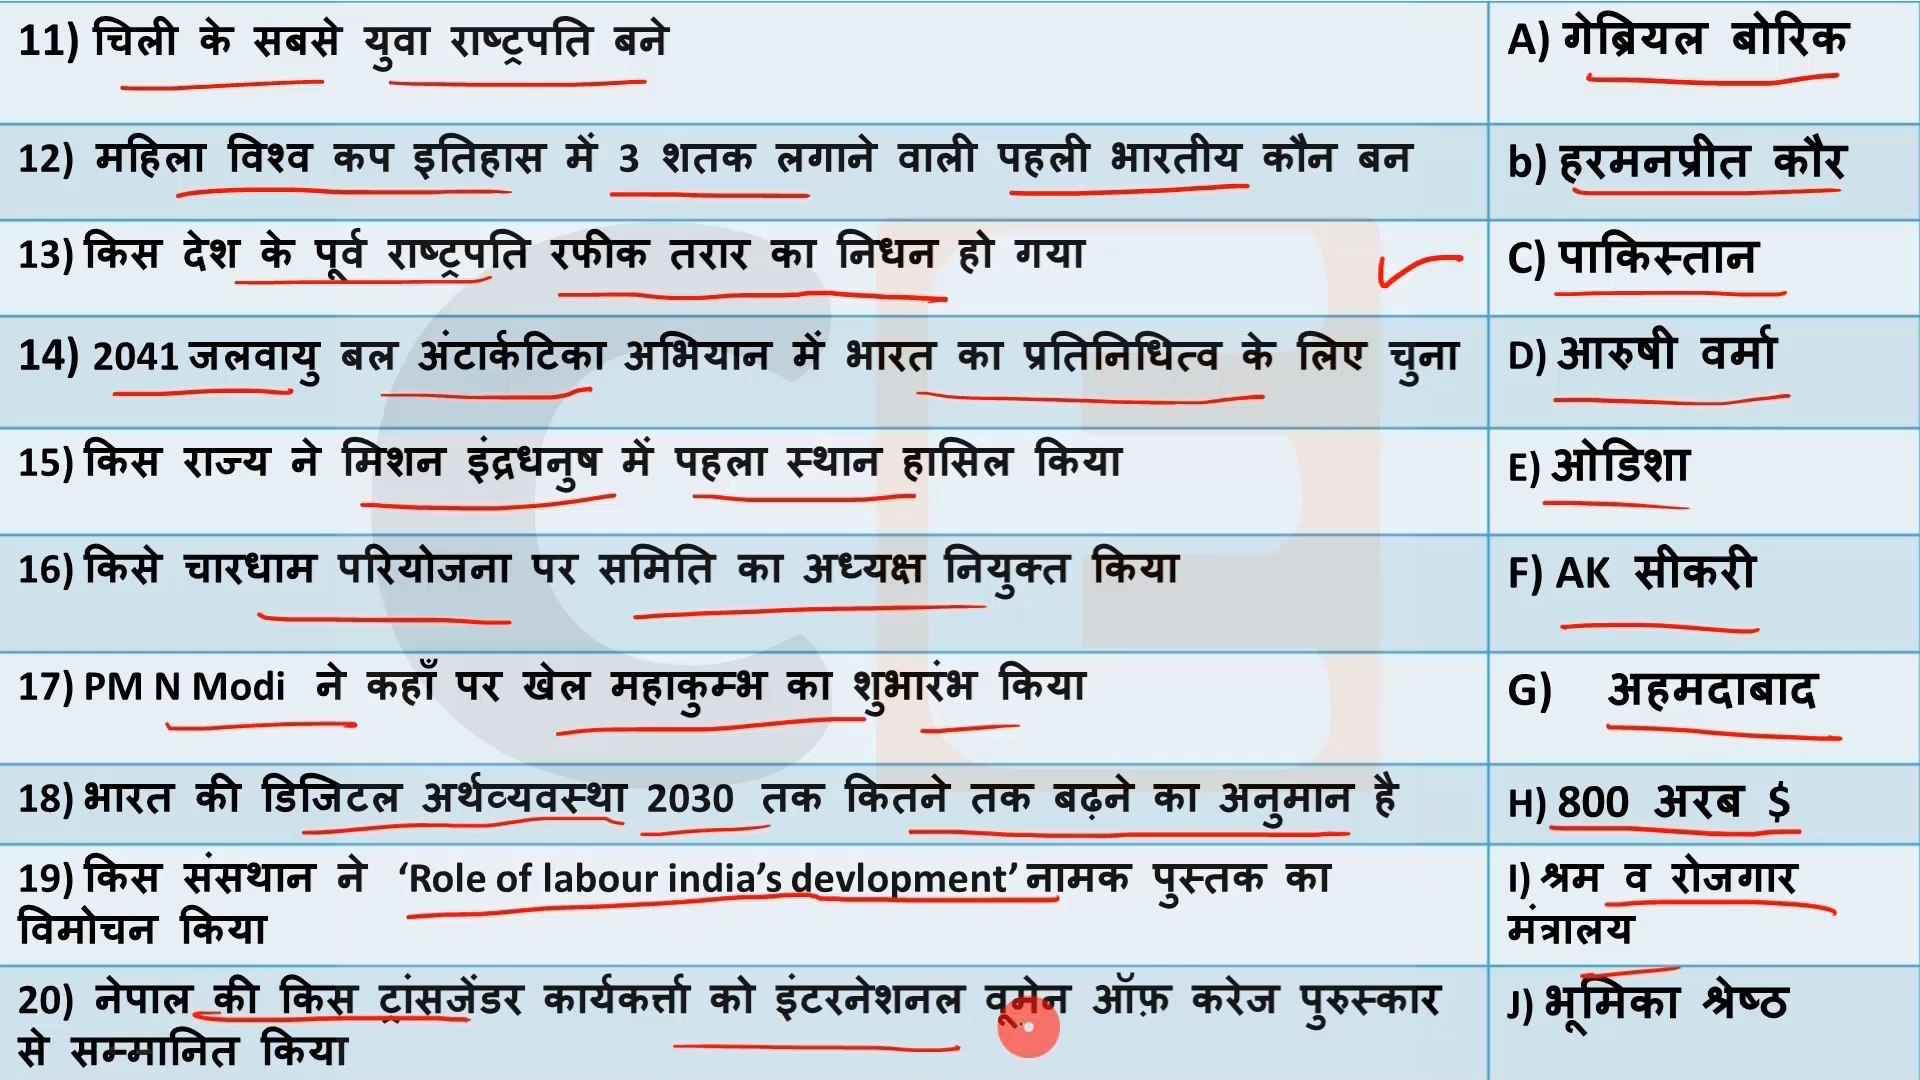 11) चिली के सबसे युवा राष्ट्रपति बने
A) गेब्रियल बोरिक
12) महिला विश्व कप इतिहास में 3 शतक लगाने वाली पहली भारतीय कौन बन
b) हरमनप्रीत कौर
13) किस देश के पूर्व राष्ट्रपति रफीक तरार का निधन हो गया
C) पाकिस्तान
14) 2041 जलवायु बल अंटार्कटिका अभियान में भारत का प्रतिनिधित्व के लिए चुना
D) आरुषी वर्मा
15) किस राज्य ने मिशन इंद्रधनुष में पहला स्थान हासिल किया
E) ओडिशा
16) किसे चारधाम परियोजना पर समिति का अध्यक्ष नियुक्त किया
F) AK सीकरी
17) PM N Modi ने कहाँ पर खेल महाकुम्भ का शुभारंभ किया
G) अहमदाबाद
18) भारत की डिजिटल अर्थव्यवस्था 2030 तक कितने तक बढ़ने का अनुमान है
H) 800 अरब $
19) किस संसथान ने ‘Role of labour india’s devlopment’ नामक पुस्तक का
विमोचन किया
I) श्रम व रोजगार
मंत्रालय
20) नेपाल की किस ट्रांसजेंडर कार्यकर्त्ता को इंटरनेशनल वूमेन ऑफ़ करेज पुरुस्कार
से सम्मानित किया
J) भूमिका श्रेष्ठ
CE